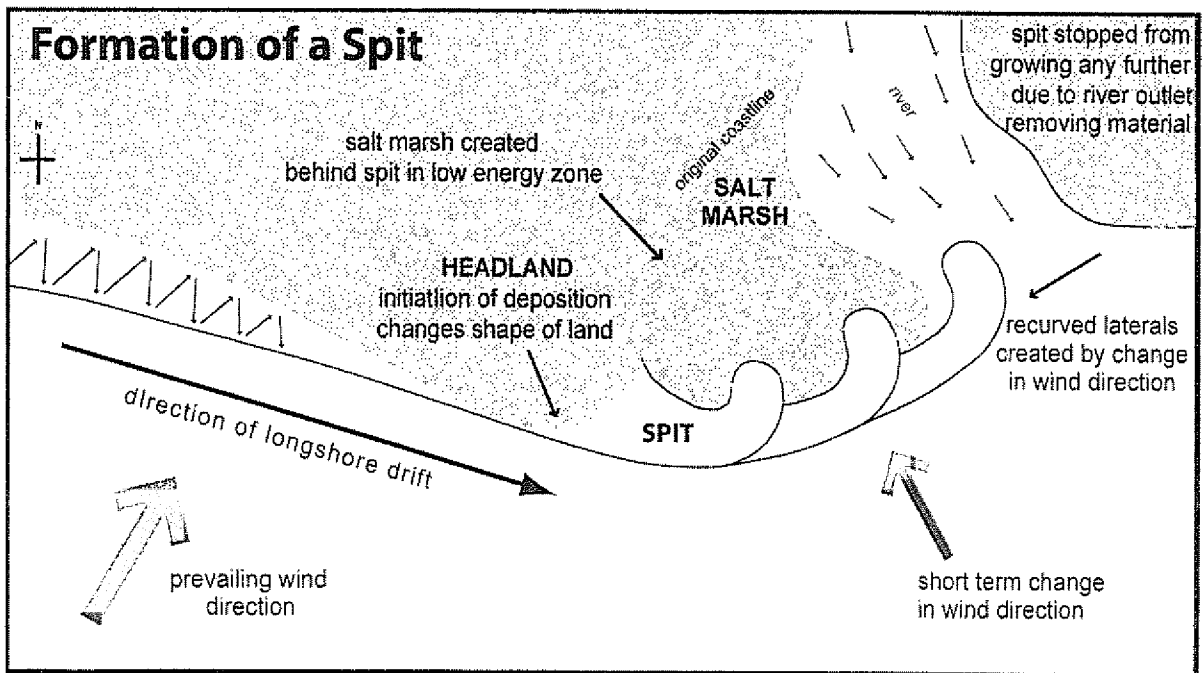 Formation of a Spit
spit stopped from
growing any further
due to river outlet
removing material
river
original coastline
N
salt marsh created
behind spit in low energy zone
SALT
MARSH
HEADLAND
initiatlion of deposition
changes shape of land
recurved laterals
created by change
in wind direction
SPIT
direction of longshore drift
prevailing wind
direction
short term change
in wind direction